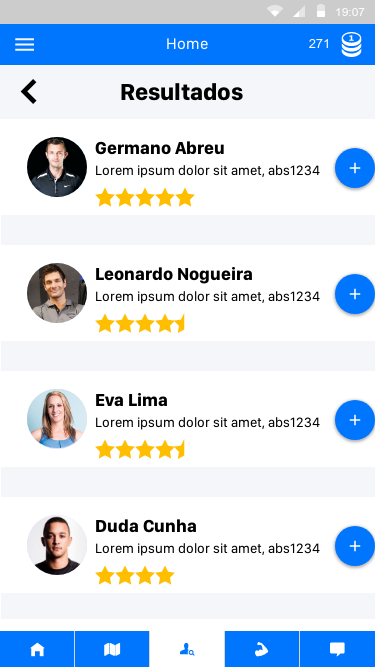 19:07
Home
271
1
Resultados
Germano Abreu
Lorem ipsum dolor sit amet, abs1234
Leonardo Nogueira
Lorem ipsum dolor sit amet, abs1234
Eva Lima
Lorem ipsum dolor sit amet, abs1234
Duda Cunha
Lorem ipsum dolor sit amet, abs1234